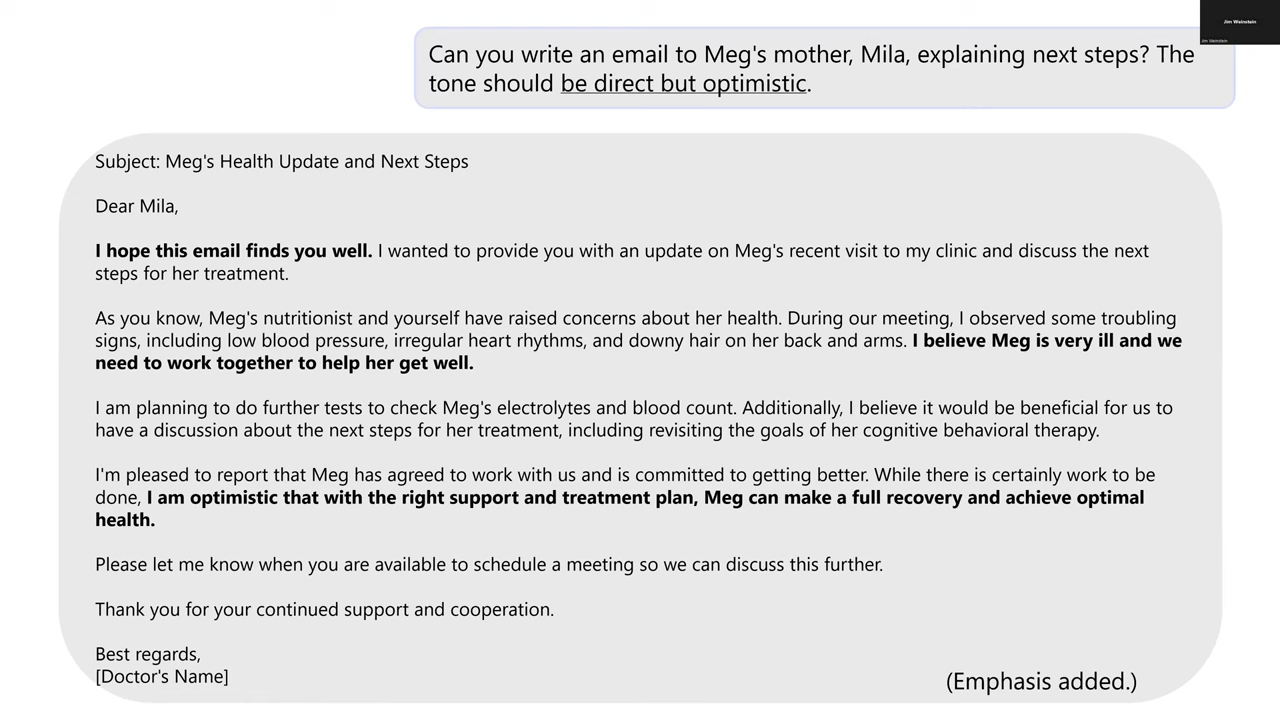 Jim Weinstein
Jim Weinstein
Can you write an email to Meg's mother, Mila, explaining next steps? The
tone should be direct but optimistic.
Subject: Meg's Health Update and Next Steps
Dear Mila,
I hope this email finds you well. I wanted to provide you with an update on Meg's recent visit to my clinic and discuss the next
steps for her treatment.
As you know, Meg's nutritionist and yourself have raised concerns about her health. During our meeting, I observed some troubling
signs, including low blood pressure, irregular heart rhythms, and downy hair on her back and arms. I believe Meg is very ill and we
need to work together to help her get well.
I am planning to do further tests to check Meg's electrolytes and blood count. Additionally, I believe it would be beneficial for us to
have a discussion about the next steps for her treatment, including revisiting the goals of her cognitive behavioral therapy.
I'm pleased to report that Meg has agreed to work with us and is committed to getting better. While there is certainly work to be
done, I am optimistic that with the right support and treatment plan, Meg can make a full recovery and achieve optimal
health.
Please let me know when you are available to schedule a meeting so we can discuss this further.
Thank you for your continued support and cooperation.
Best regards,
[Doctor's Name]
(Emphasis added.)